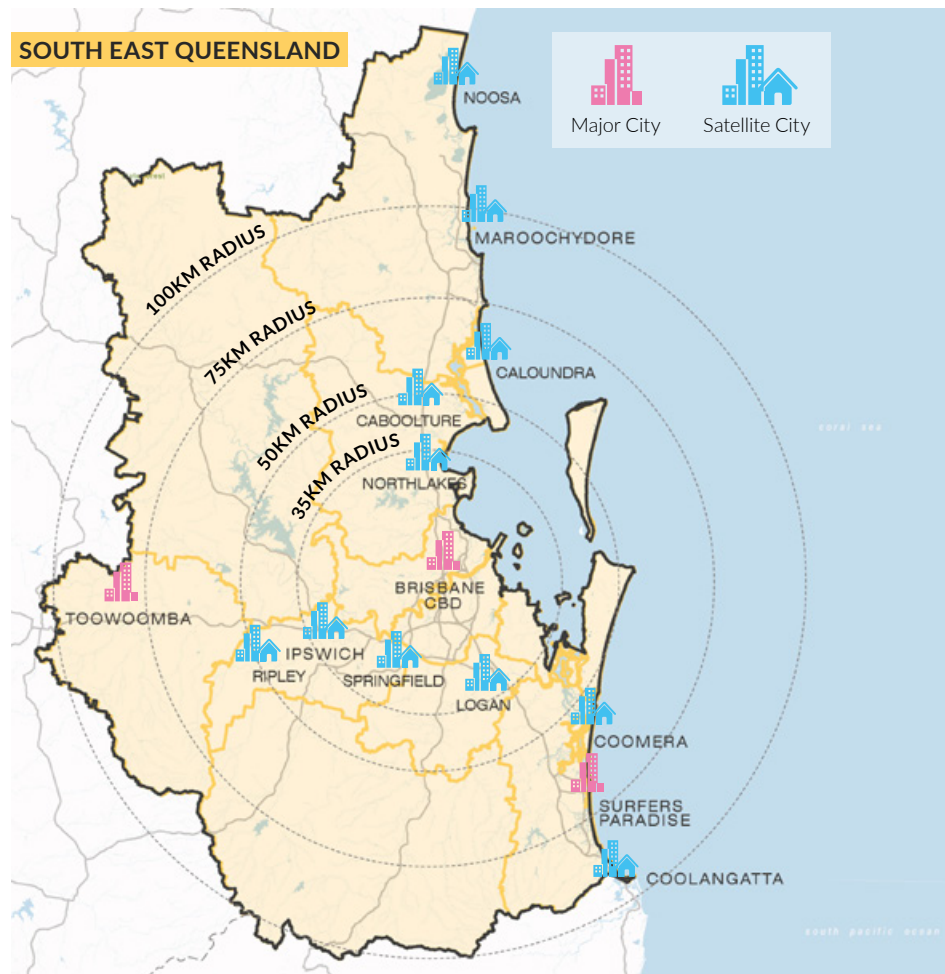 SOUTH EAST QUEENSLAND
Major City
Satellite City
NOOSA
MAROOCHYDORE
100KM RADIUS
75KM RADIUS
CALOUNDRA
50KM RADIUS
CABOOLTURE
35KM RADIUS
NORTHLAKES
coral sea
BRISBANE
CBD
TOOWOOMBA
IPSWICH
RIPLEY
SPRINGFIELD
LOGAN
COOMERA
SURFERS
PARADISE
COOLANGATTA
south pacific ocean